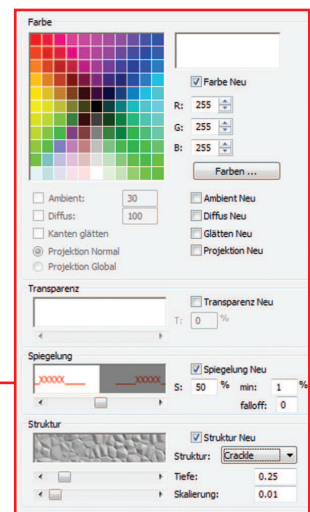 Farbe
Farbe Neu
R: 255
G: 255
B: 255
Farben ...
Ambient: 30 Ambient Neu
Diffus: 100 Diffus Neu
Kanten glätten Glätten Neu
Projektion Normal Projektion Neu
Projektion Global
Transparenz
Transparenz Neu
T: 0 %
Spiegelung
Spiegelung Neu
XXXXX XXXXX S: 50 % min: 1 %
falloff: 0
Struktur
Struktur Neu
Struktur: Crackle
Tiefe: 0.25
Skalierung: 0.01